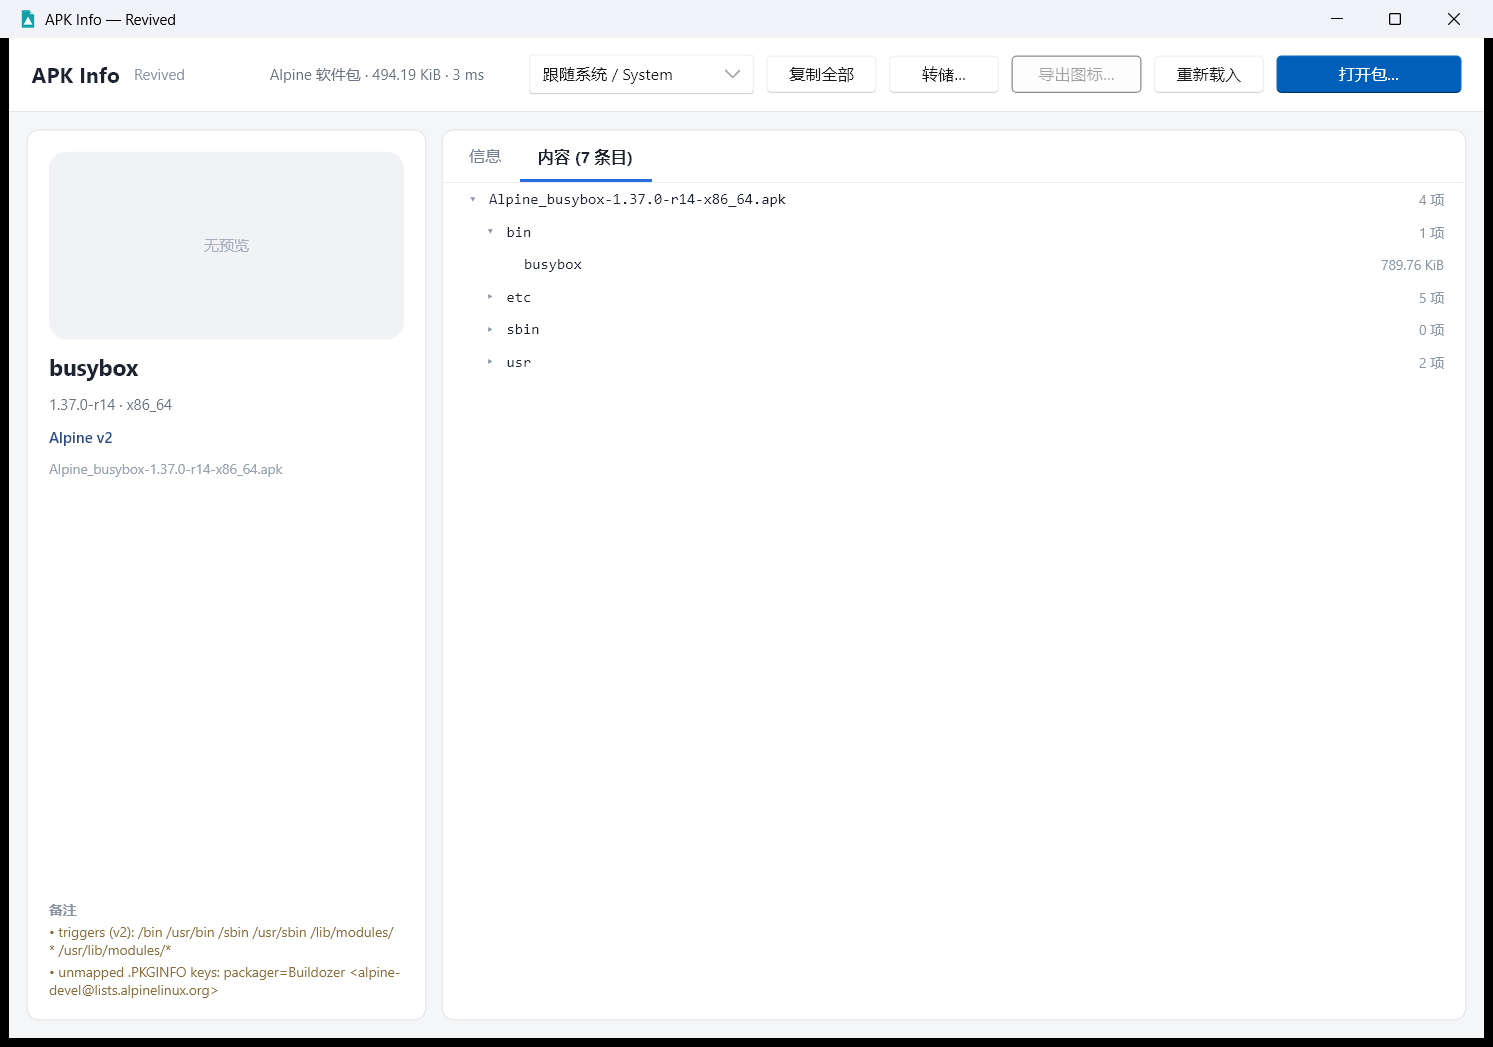 APK Info — Revived
APK Info Revived Alpine 软件包 · 494.19 KiB · 3 ms 跟随系统 / System 复制全部 转储... 导出图标... 重新载入 打开包...
无预览
busybox
1.37.0-r14 · x86_64
Alpine v2
Alpine_busybox-1.37.0-r14-x86_64.apk
备注
• triggers (v2): /bin /usr/bin /sbin /usr/sbin /lib/modules/
* /usr/lib/modules/*
• unmapped .PKGINFO keys: packager=Buildozer <alpine-
devel@lists.alpinelinux.org>
信息 内容 (7 条目)
Alpine_busybox-1.37.0-r14-x86_64.apk 4 项
bin 1 项
busybox 789.76 KiB
etc 5 项
sbin 0 项
usr 2 项